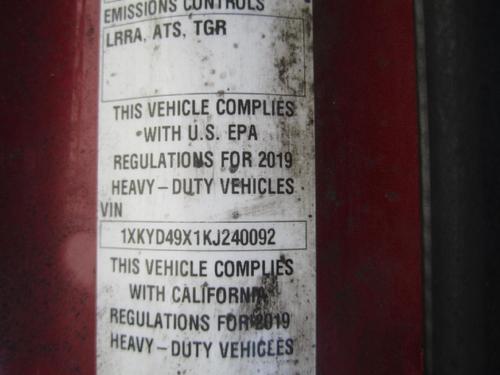 EMISSIONS CONTROLS
LRRA, ATS, TGR
THIS VEHICLE COMPLIES
WITH U.S. EPA
REGULATIONS FOR 2019
HEAVY-DUTY VEHICLES
VIN
1XKYD49X1KJ240092
THIS VEHICLE COMPLIES
WITH CALIFORNIA
REGULATIONS FOR 2019
HEAVY-DUTY VEHICLES